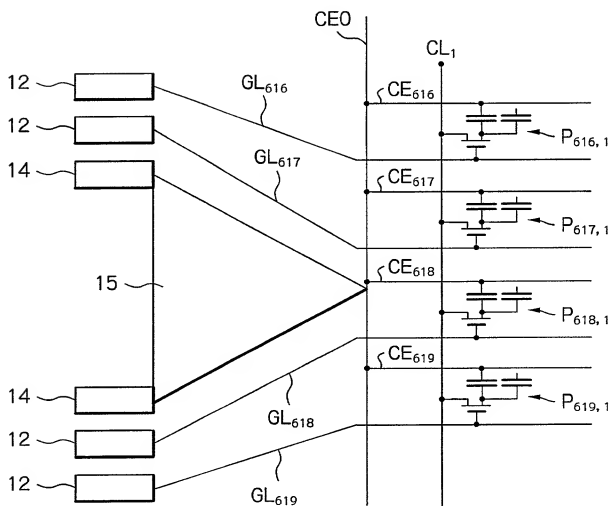 CE0
CL1
12
GL616
CE616
P616, 1
12
GL617
14
CE617
P617, 1
15
CE618
P618, 1
14
CE619
12
GL618
P619, 1
12
GL619